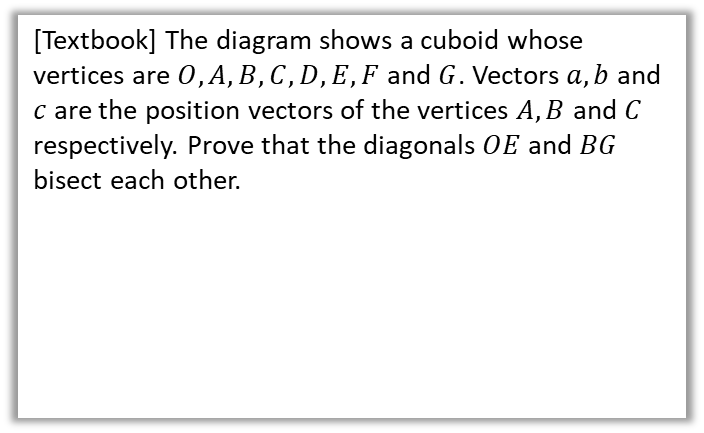 [Textbook] The diagram shows a cuboid whose
vertices are O, A, B, C, D, E, F and G. Vectors a, b and
c are the position vectors of the vertices A, B and C
respectively. Prove that the diagonals OE and BG
bisect each other.